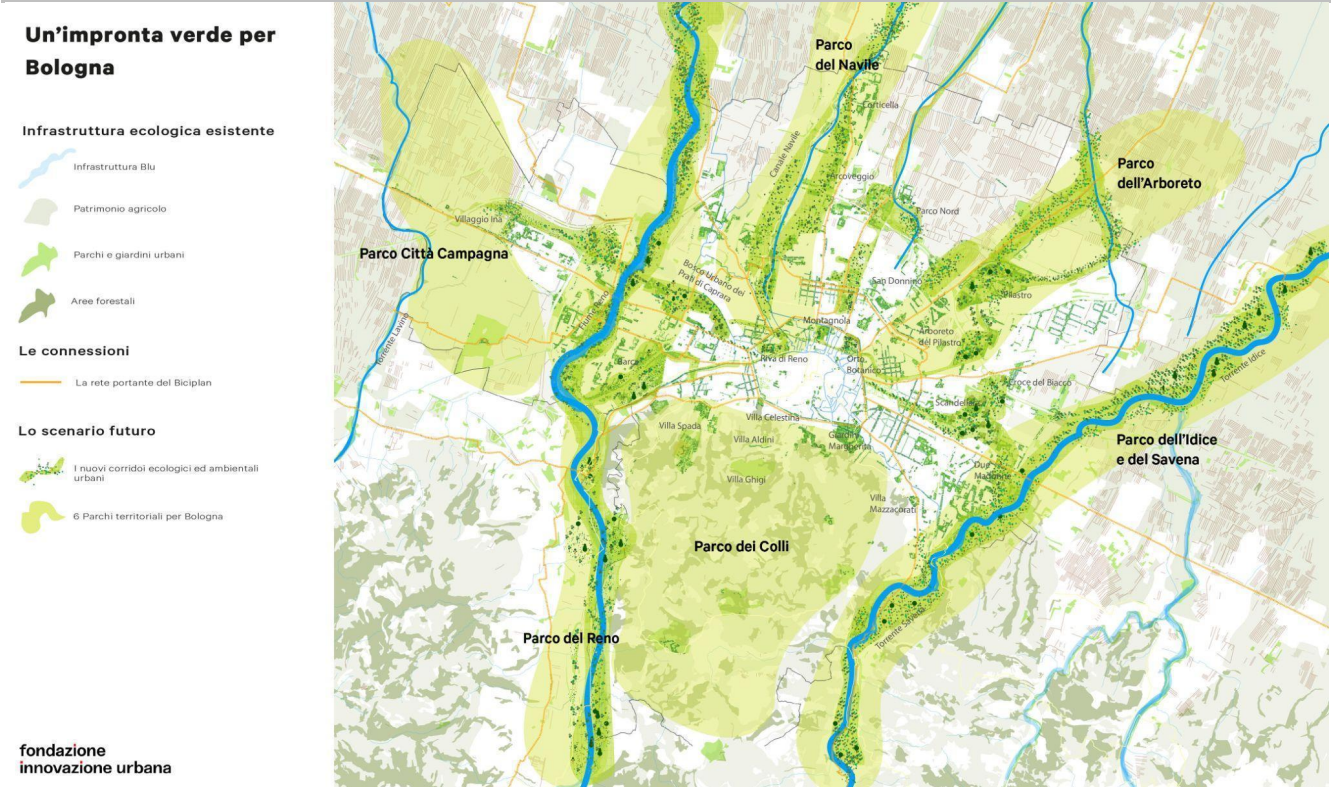 Un'impronta verde per
Bologna
Infrastruttura ecologica esistente
Infrastruttura Blu
Patrimonio agricolo
Parchi e giardini urbani
Aree forestali
Le connessioni
La rete portante del Biciplan
Lo scenario futuro
I nuovi corridoi ecologici ed ambientali
urbani
6 Parchi territoriali per Bologna
fondazione
innovazione urbana
Parco
del Navile
Corticella
Canale Navile
Arcoveggio
Parco
dell'Arboreto
Parco Nord
Villaggio Ina
Parco Città Campagna
Bosco Urbano dei
Prati di Caprara
San Donnino
Pilastro
Fiume Reno
Torrente Lavino
Montagnola
Arboreto
del Pilastro
Barca
Riva di Reno
Orto
Botanico
Torrente Idice
Croce del Biacco
Scandellara
Villa Spada
Villa Celestina
Villa Aldini
Giardini
Margherita
Parco dell'Idice
e del Savena
Villa Ghigi
Due
Madonne
Villa
Mazzacorati
Parco dei Colli
Parco del Reno
Torrente Savena